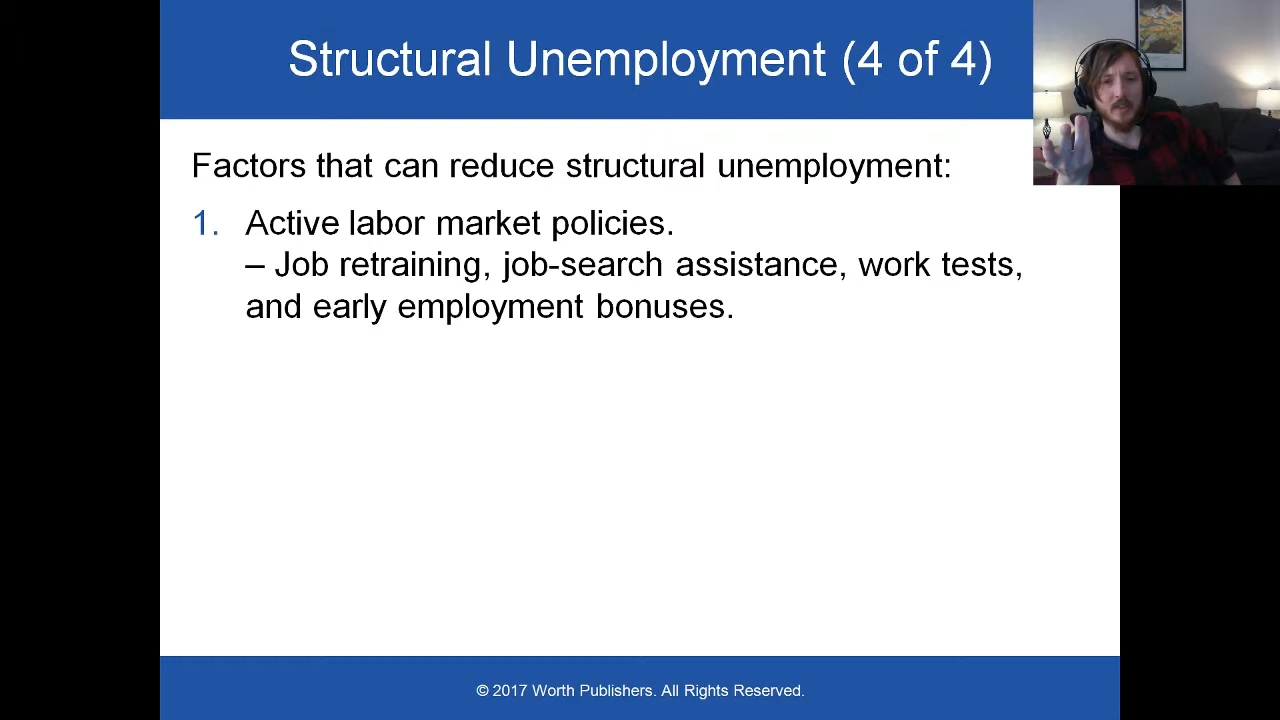 Structural Unemployment (4 of 4)
Factors that can reduce structural unemployment:
1. Active labor market policies.
– Job retraining, job-search assistance, work tests,
and early employment bonuses.
© 2017 Worth Publishers. All Rights Reserved.